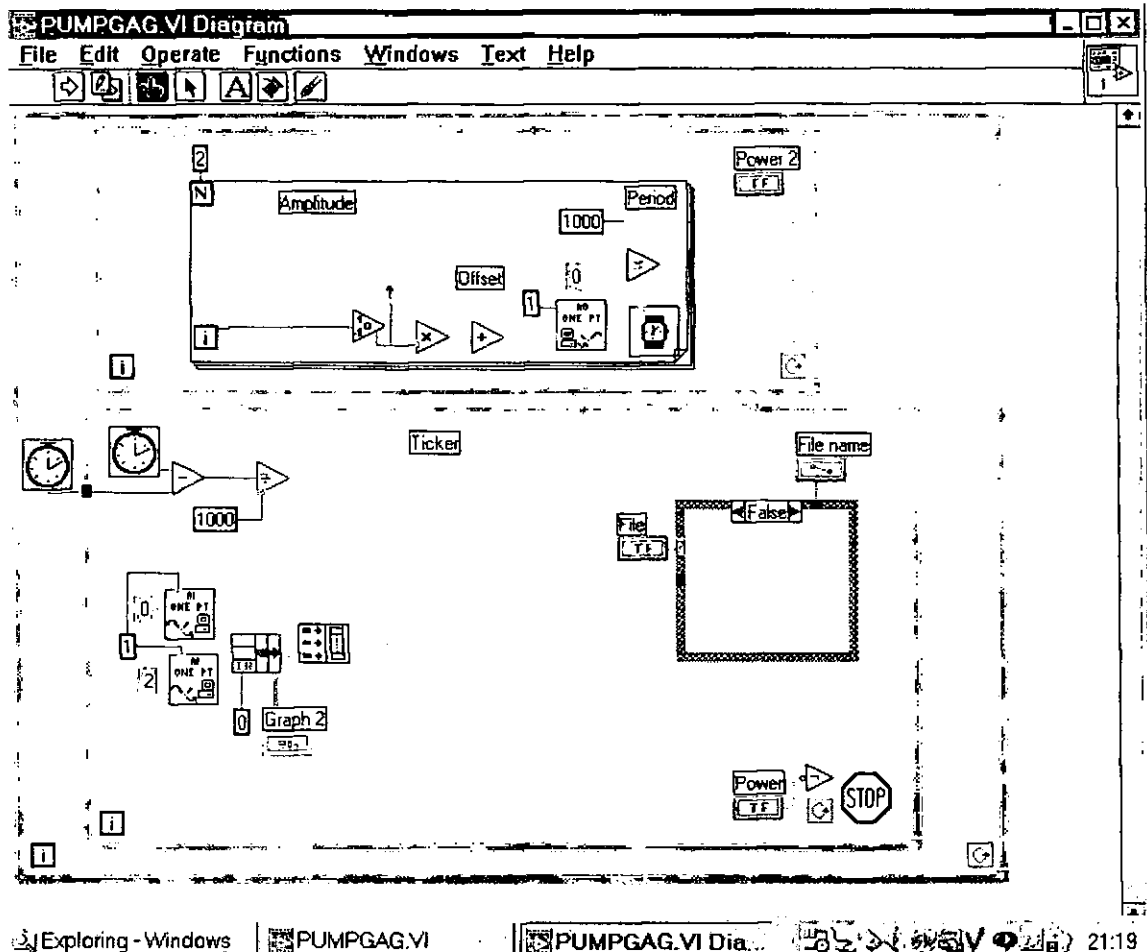 PUMPGAG.VI Diagram
File Edit Operate Functions Windows Text Help
A
1
2
N
Amplitude
Period
Power 2
TF
1000
0
Offset
1
AO
ONE PT
i
i
Ticker
File name
1000
File
TF
False
0
AI
ONE PT
1
2
ONE PT
0
Graph 2
Power
TF
STOP
i
i
Exploring - Windows
PUMPGAG.VI
PUMPGAG.VI Dia...
21:19